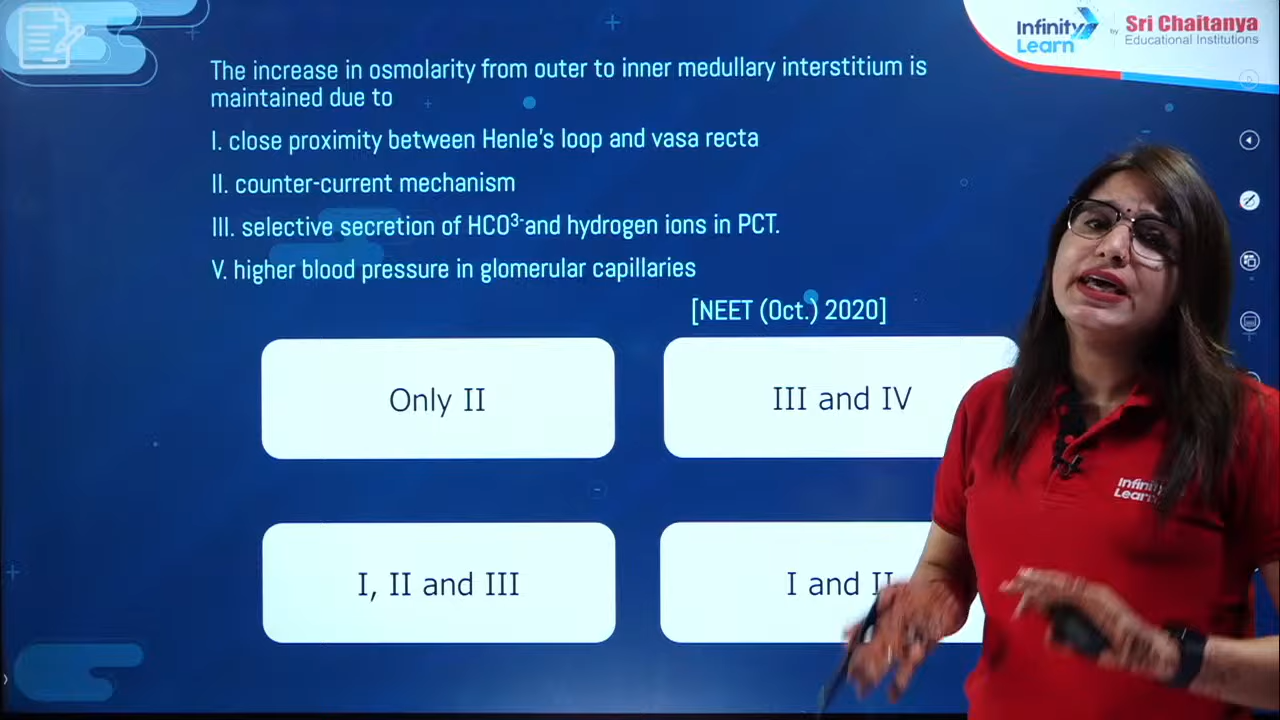 Infinity Learn by Sri Chaitanya
Educational Institutions
The increase in osmolarity from outer to inner medullary interstitium is
maintained due to
I. close proximity between Henle's loop and vasa recta
II. counter-current mechanism
III. selective secretion of HCO³⁻and hydrogen ions in PCT.
V. higher blood pressure in glomerular capillaries
[NEET (Oct.) 2020]
Only II
III and IV
I, II and III
I and II
Infinity
Learn